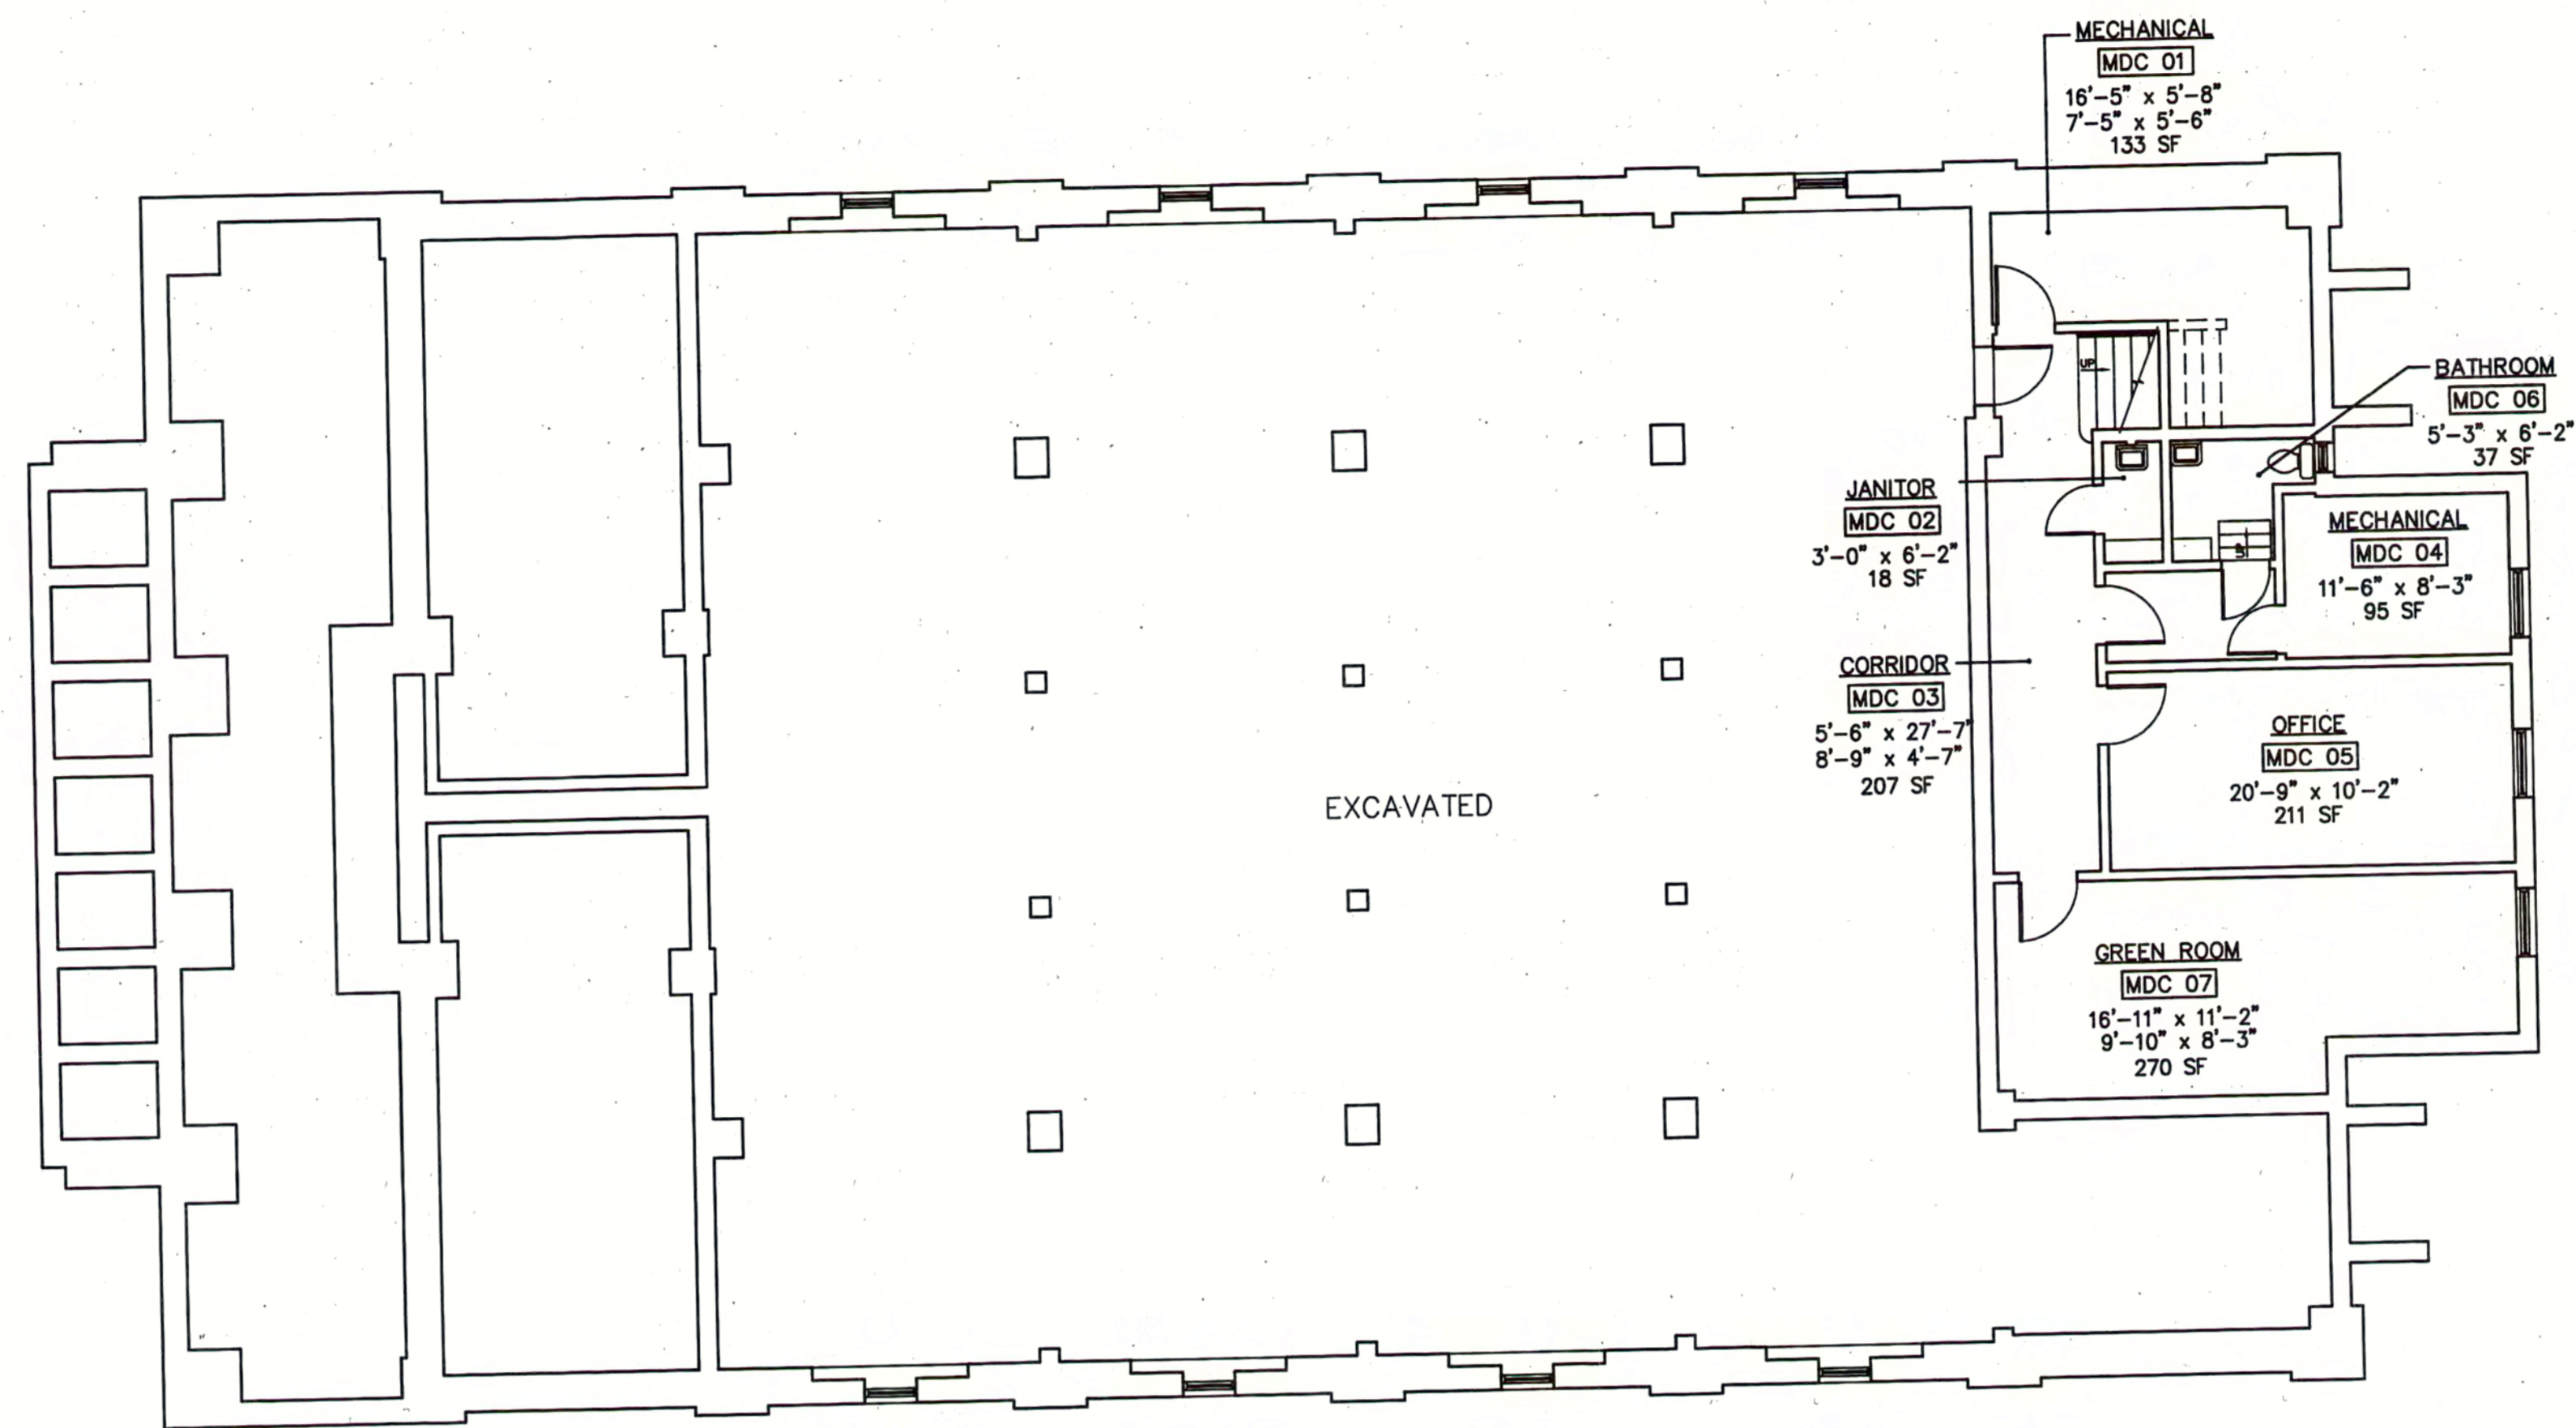 MECHANICAL
MDC 01
16'-5" x 5'-8"
7'-5" x 5'-6"
133 SF
UP
BATHROOM
MDC 06
5'-3" x 6'-2"
37 SF
JANITOR
MDC 02
3'-0" x 6'-2"
18 SF
UP
MECHANICAL
MDC 04
11'-6" x 8'-3"
95 SF
CORRIDOR
MDC 03
5'-6" x 27'-7"
8'-9" x 4'-7"
207 SF
OFFICE
MDC 05
20'-9" x 10'-2"
211 SF
EXCAVATED
GREEN ROOM
MDC 07
16'-11" x 11'-2"
9'-10" x 8'-3"
270 SF